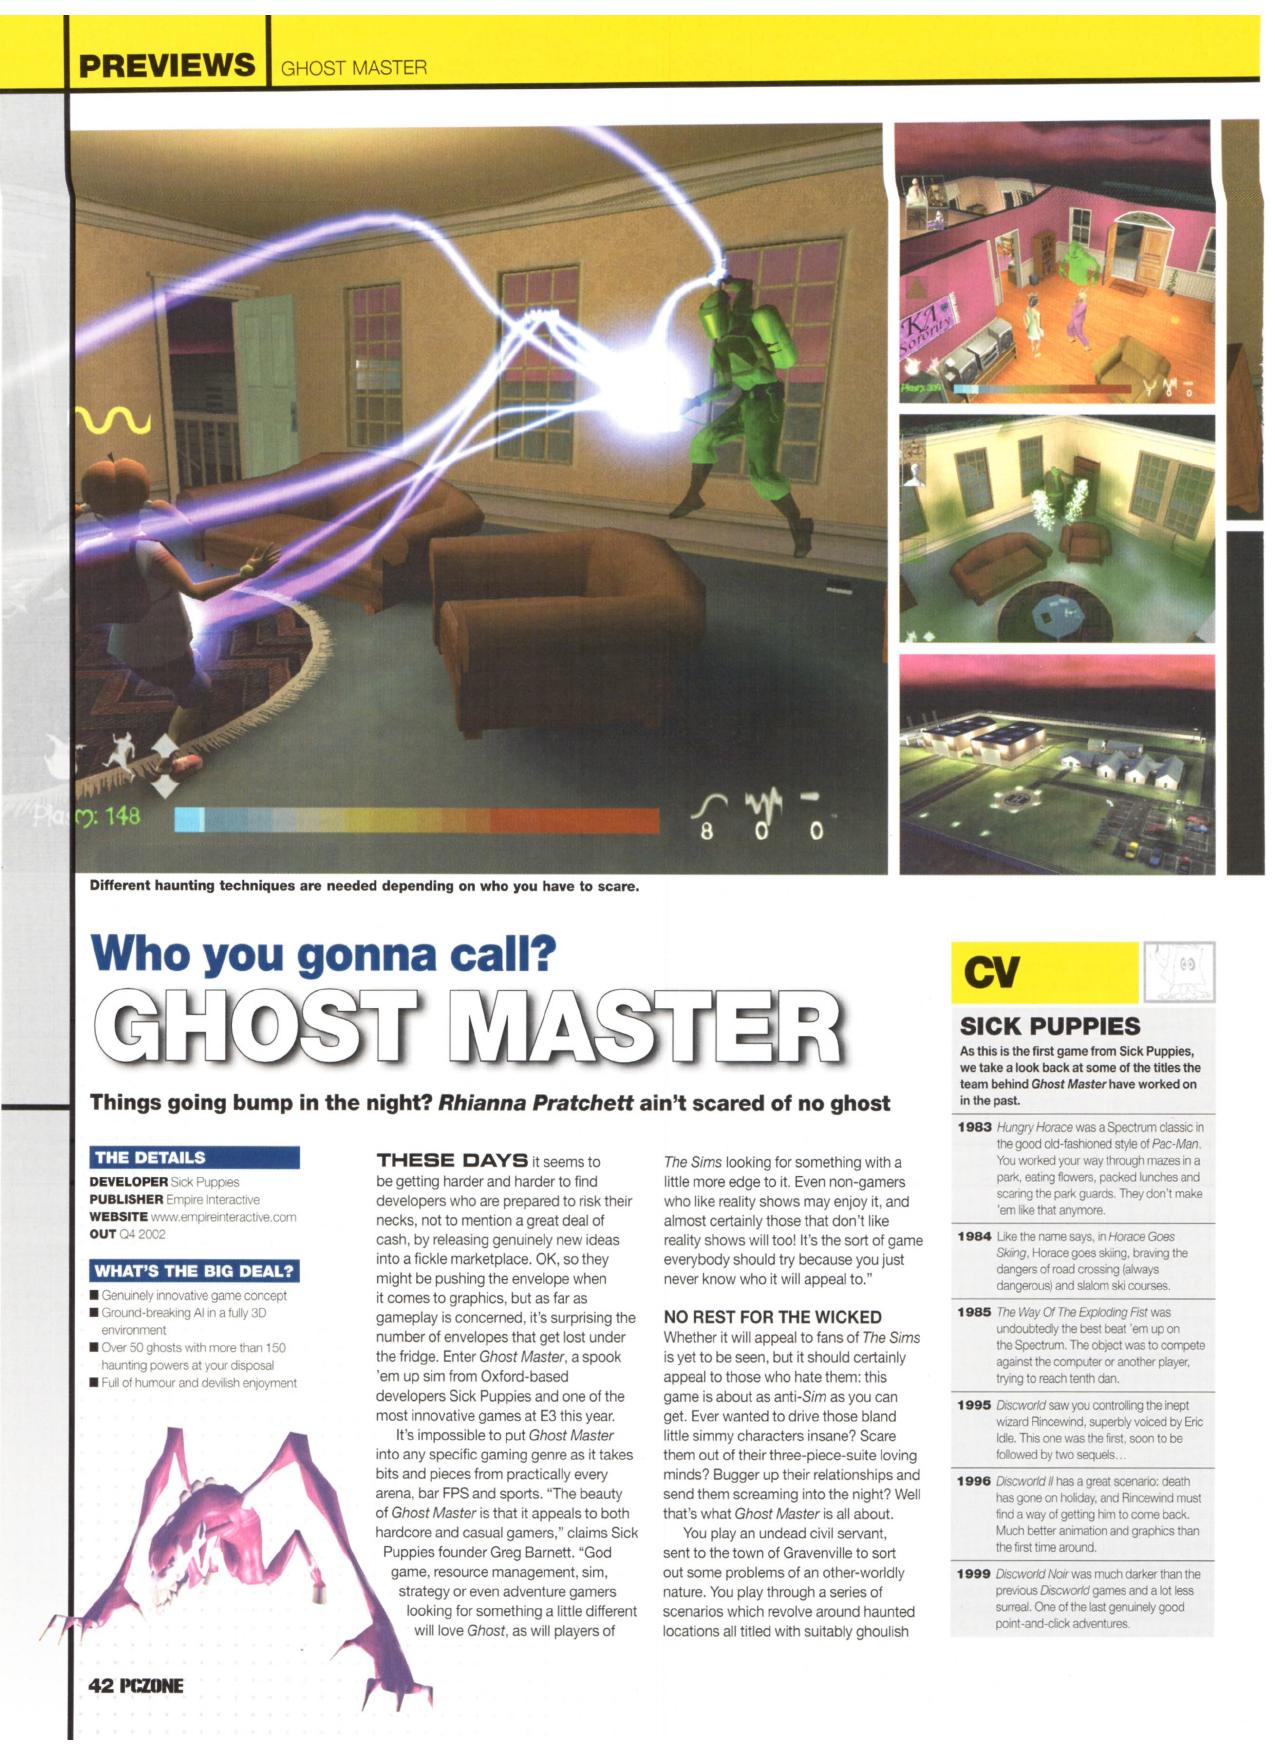 PREVIEWS
GHOST MASTER
KA
Sorority
Plasm: 148
8 0 0
Different haunting techniques are needed depending on who you have to scare.
Who you gonna call?
GHOST MASTER
Things going bump in the night? Rhianna Pratchett ain't scared of no ghost
THE DETAILS
DEVELOPER Sick Puppies
PUBLISHER Empire Interactive
WEBSITE www.empireinteractive.com
OUT Q4 2002
WHAT'S THE BIG DEAL?
■ Genuinely innovative game concept
■ Ground-breaking AI in a fully 3D
environment
■ Over 50 ghosts with more than 150
haunting powers at your disposal
■ Full of humour and devilish enjoyment
THESE DAYS it seems to
be getting harder and harder to find
developers who are prepared to risk their
necks, not to mention a great deal of
cash, by releasing genuinely new ideas
into a fickle marketplace. OK, so they
might be pushing the envelope when
it comes to graphics, but as far as
gameplay is concerned, it's surprising the
number of envelopes that get lost under
the fridge. Enter Ghost Master, a spook
'em up sim from Oxford-based
developers Sick Puppies and one of the
most innovative games at E3 this year.
It's impossible to put Ghost Master
into any specific gaming genre as it takes
bits and pieces from practically every
arena, bar FPS and sports. "The beauty
of Ghost Master is that it appeals to both
hardcore and casual gamers," claims Sick
Puppies founder Greg Barnett. "God
game, resource management, sim,
strategy or even adventure gamers
looking for something a little different
will love Ghost, as will players of
The Sims looking for something with a
little more edge to it. Even non-gamers
who like reality shows may enjoy it, and
almost certainly those that don't like
reality shows will too! It's the sort of game
everybody should try because you just
never know who it will appeal to."
NO REST FOR THE WICKED
Whether it will appeal to fans of The Sims
is yet to be seen, but it should certainly
appeal to those who hate them: this
game is about as anti-Sim as you can
get. Ever wanted to drive those bland
little simmy characters insane? Scare
them out of their three-piece-suite loving
minds? Bugger up their relationships and
send them screaming into the night? Well
that's what Ghost Master is all about.
You play an undead civil servant,
sent to the town of Gravenville to sort
out some problems of an other-worldly
nature. You play through a series of
scenarios which revolve around haunted
locations all titled with suitably ghoulish
CV
SICK PUPPIES
As this is the first game from Sick Puppies,
we take a look back at some of the titles the
team behind Ghost Master have worked on
in the past.
1983 Hungry Horace was a Spectrum classic in
the good old-fashioned style of Pac-Man.
You worked your way through mazes in a
park, eating flowers, packed lunches and
scaring the park guards. They don't make
'em like that anymore.
1984 Like the name says, in Horace Goes
Skiing, Horace goes skiing, braving the
dangers of road crossing (always
dangerous) and slalom ski courses.
1985 The Way Of The Exploding Fist was
undoubtedly the best beat 'em up on
the Spectrum. The object was to compete
against the computer or another player,
trying to reach tenth dan.
1995 Discworld saw you controlling the inept
wizard Rincewind, superbly voiced by Eric
Idle. This one was the first, soon to be
followed by two sequels...
1996 Discworld II has a great scenario: death
has gone on holiday, and Rincewind must
find a way of getting him to come back.
Much better animation and graphics than
the first time around.
1999 Discworld Noir was much darker than the
previous Discworld games and a lot less
surreal. One of the last genuinely good
point-and-click adventures.
42 PCZONE